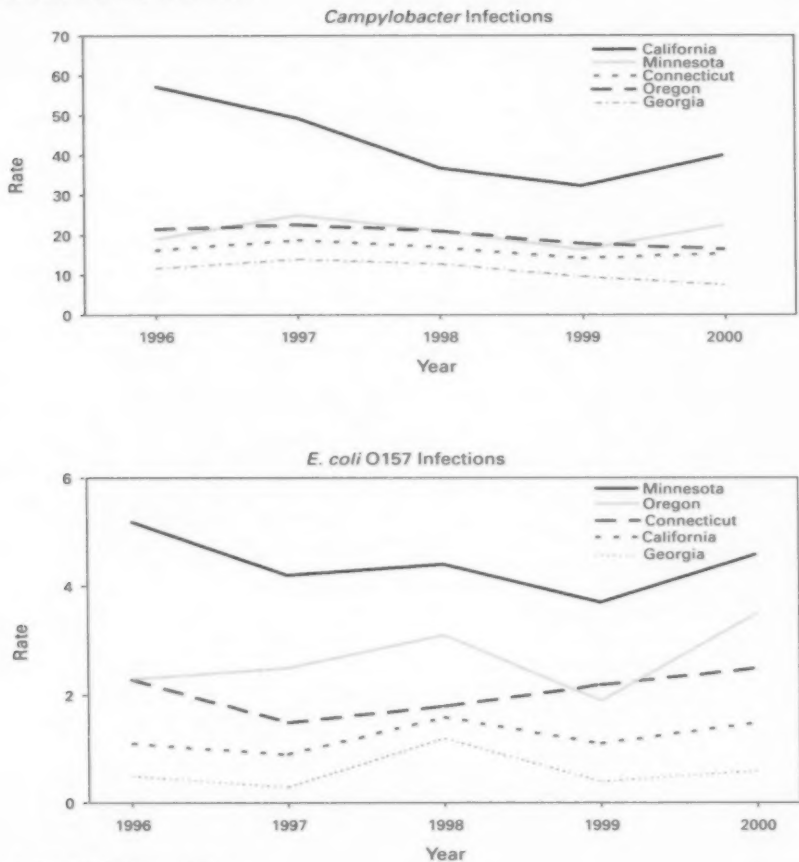 Campylobacter Infections
70
60
50
40
30
20
10
0
Rate
California
Minnesota
Connecticut
Oregon
Georgia
1996 1997 1998 1999 2000
Year
E. coli O157 Infections
6
4
2
0
Rate
Minnesota
Oregon
Connecticut
California
Georgia
1996 1997 1998 1999 2000
Year